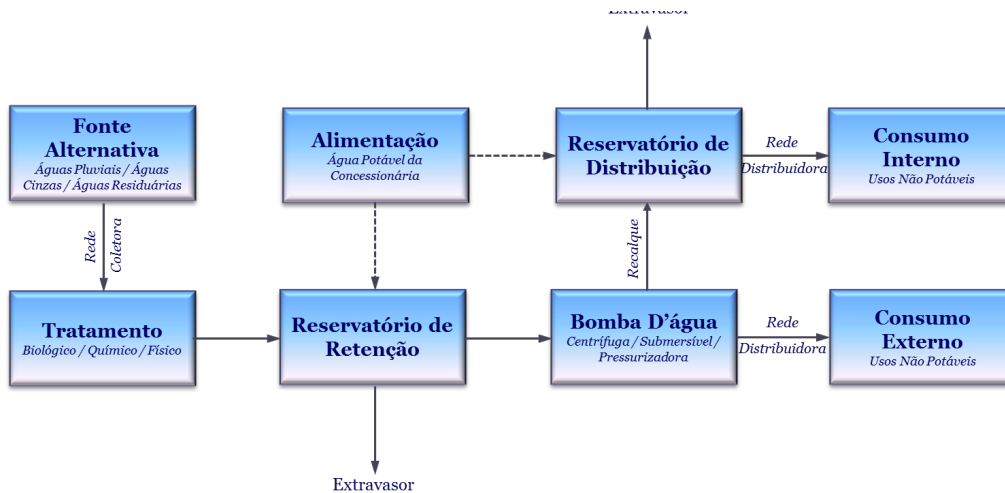 Extravasor
Fonte
Alternativa
Águas Pluviais / Águas
Cinzas / Águas Residuárias
Alimentação
Água Potável da
Concessionária
Reservatório de
Distribuição
Rede
Distribuidora
Consumo
Interno
Usos Não Potáveis
Rede
Coletora
Recalque
Tratamento
Biológico / Químico / Físico
Reservatório de
Retenção
Bomba D’água
Centrífuga / Submersível /
Pressurizadora
Rede
Distribuidora
Consumo
Externo
Usos Não Potáveis
Extravasor